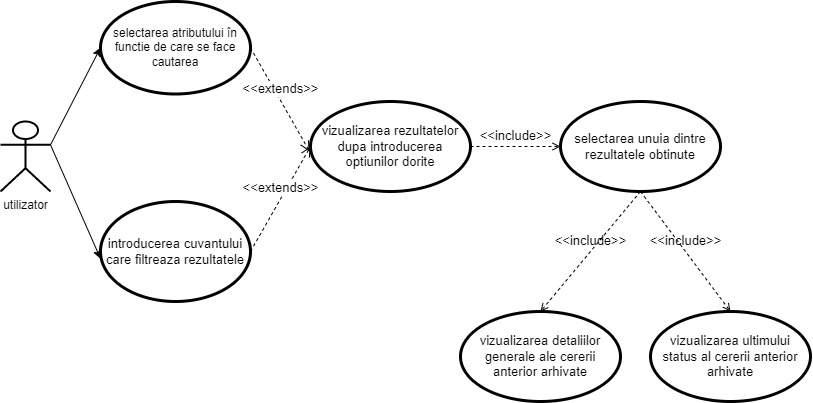 selectarea atributului în
functie de care se face
cautarea
<<extends>>
vizualizarea rezultatelor
dupa introducerea
optiunilor dorite
<<include>>
selectarea unuia dintre
rezultatele obtinute
utilizator
<<extends>>
introducerea cuvantului
care filtreaza rezultatele
<<include>>
<<include>>
vizualizarea detaliilor
generale ale cererii
anterior arhivate
vizualizarea ultimului
status al cererii anterior
arhivate